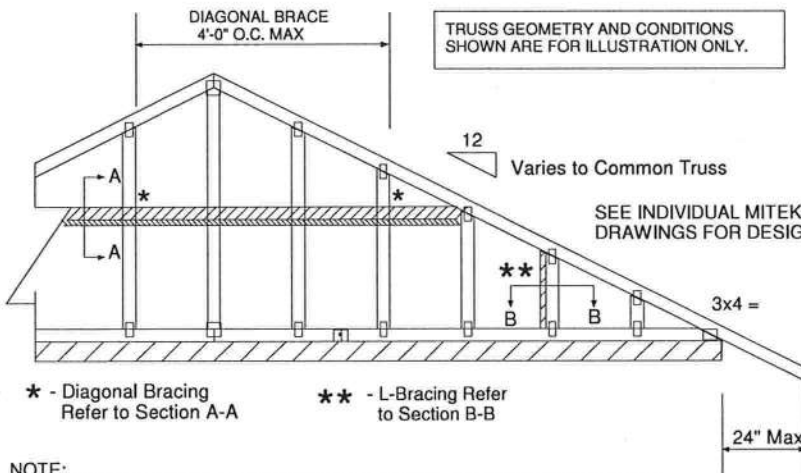 DIAGONAL BRACE
4'-0" O.C. MAX
TRUSS GEOMETRY AND CONDITIONS
SHOWN ARE FOR ILLUSTRATION ONLY.
12
Varies to Common Truss
A
*
*
A
SEE INDIVIDUAL MITEK
DRAWINGS FOR DESIG
**
B
B
3x4 =
* - Diagonal Bracing
Refer to Section A-A
** - L-Bracing Refer
to Section B-B
24" Max
NOTE: